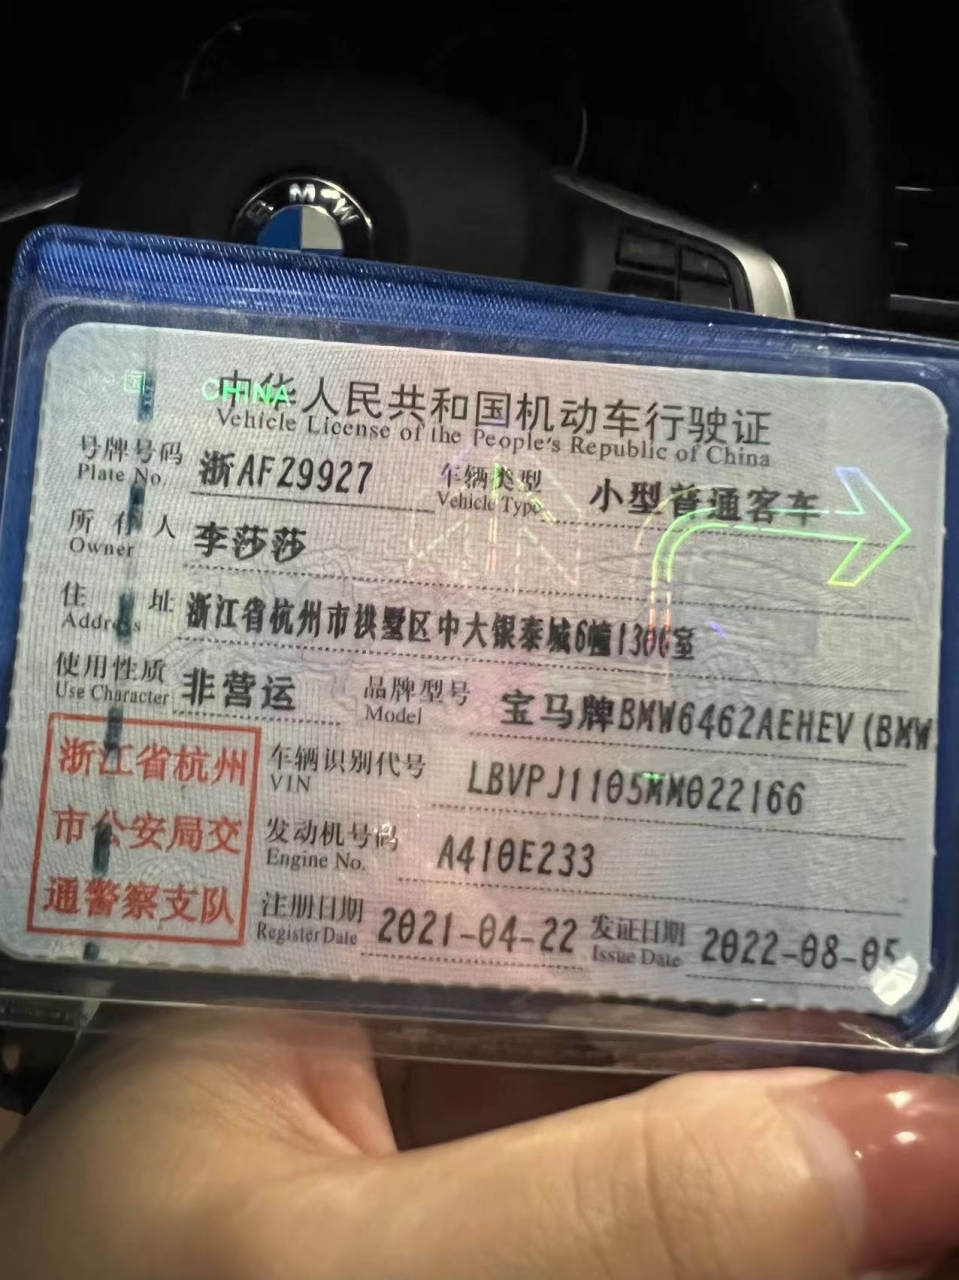 BMW
CHINA
中华人民共和国机动车行驶证
Vehicle License of the People's Republic of China
号牌号码 浙AFZ9927 车辆类型 小型普通客车
Plate No. Vehicle Type
所有人 李莎莎
Owner
住址 浙江省杭州市拱墅区中大银泰城6幢1306室
Address
使用性质 非营运 品牌型号 宝马牌BMW6462AEHEV(BMW
Use Character Model
浙江省杭州
市公安局交
通警察支队
车辆识别代号 LBVPJ1105MM022166
VIN
发动机号码 A410E233
Engine No.
注册日期 2021-04-22 发证日期 2022-08-05
Register Date Issue Date